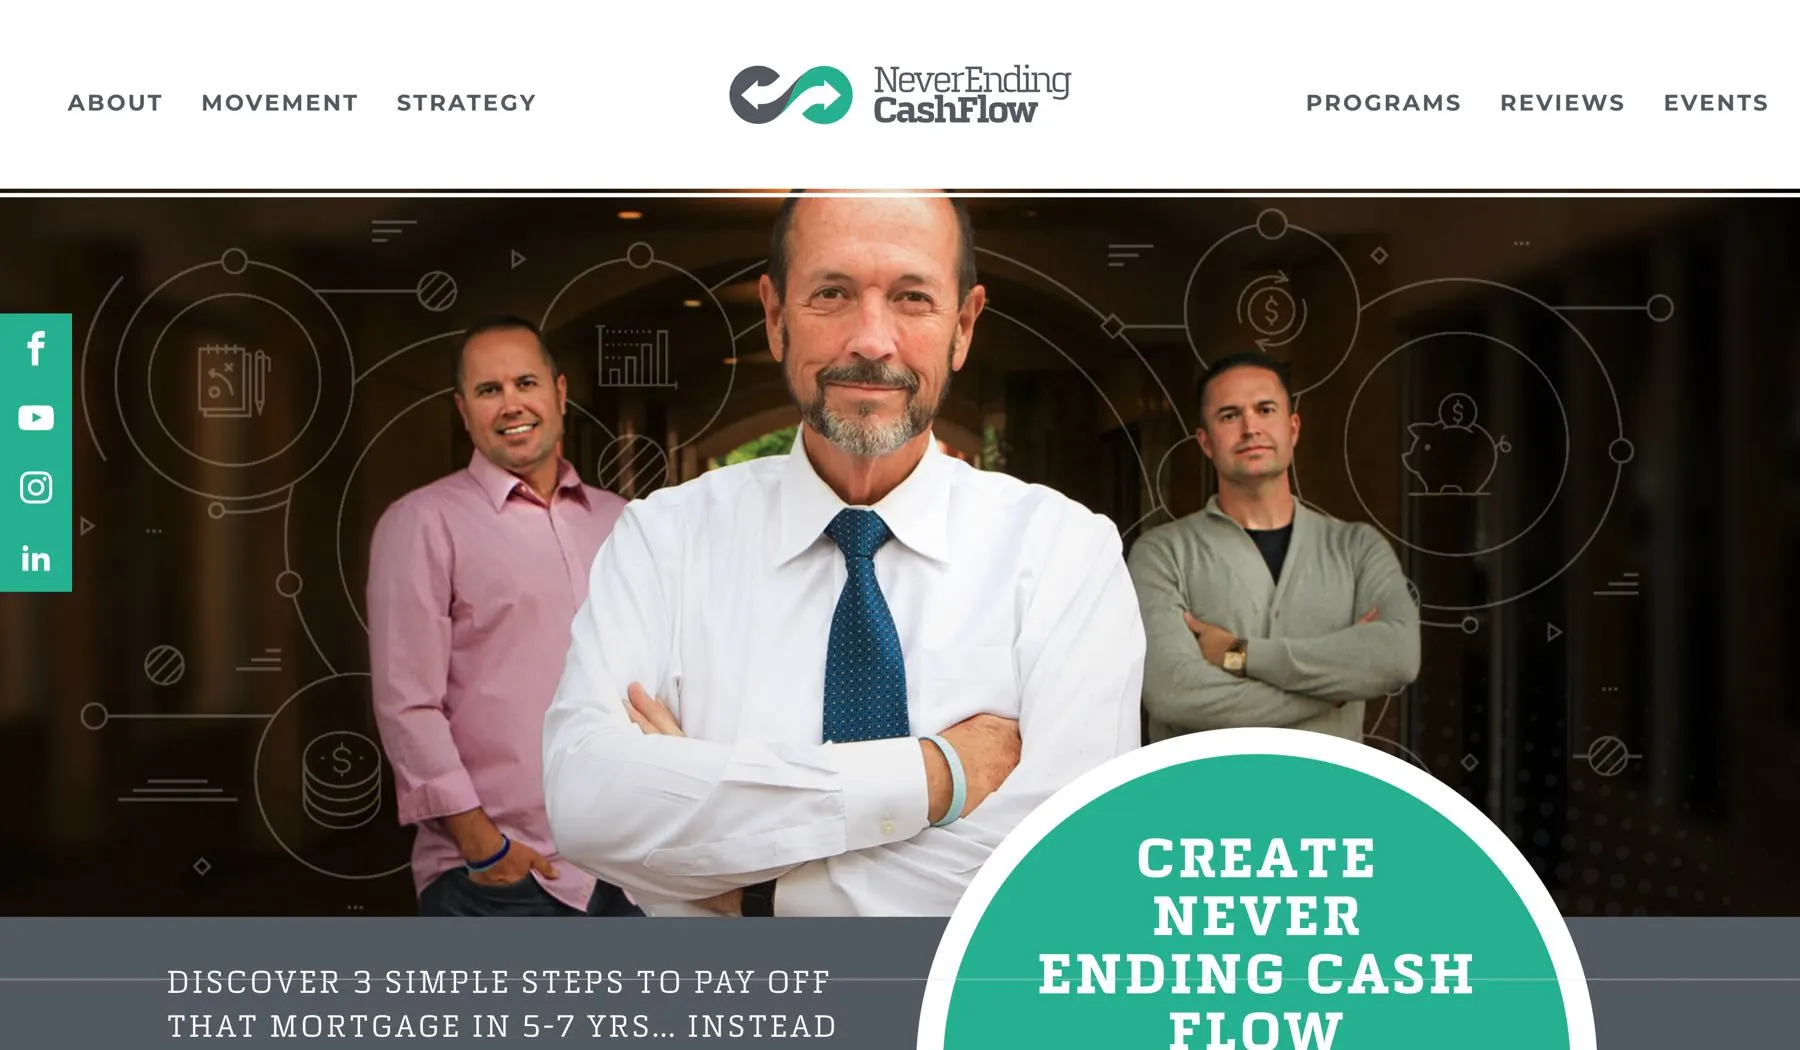 ABOUT MOVEMENT STRATEGY
NeverEnding
CashFlow
PROGRAMS REVIEWS EVENTS
CREATE
NEVER
ENDING CASH
FLOW
DISCOVER 3 SIMPLE STEPS TO PAY OFF
THAT MORTGAGE IN 5-7 YRS... INSTEAD